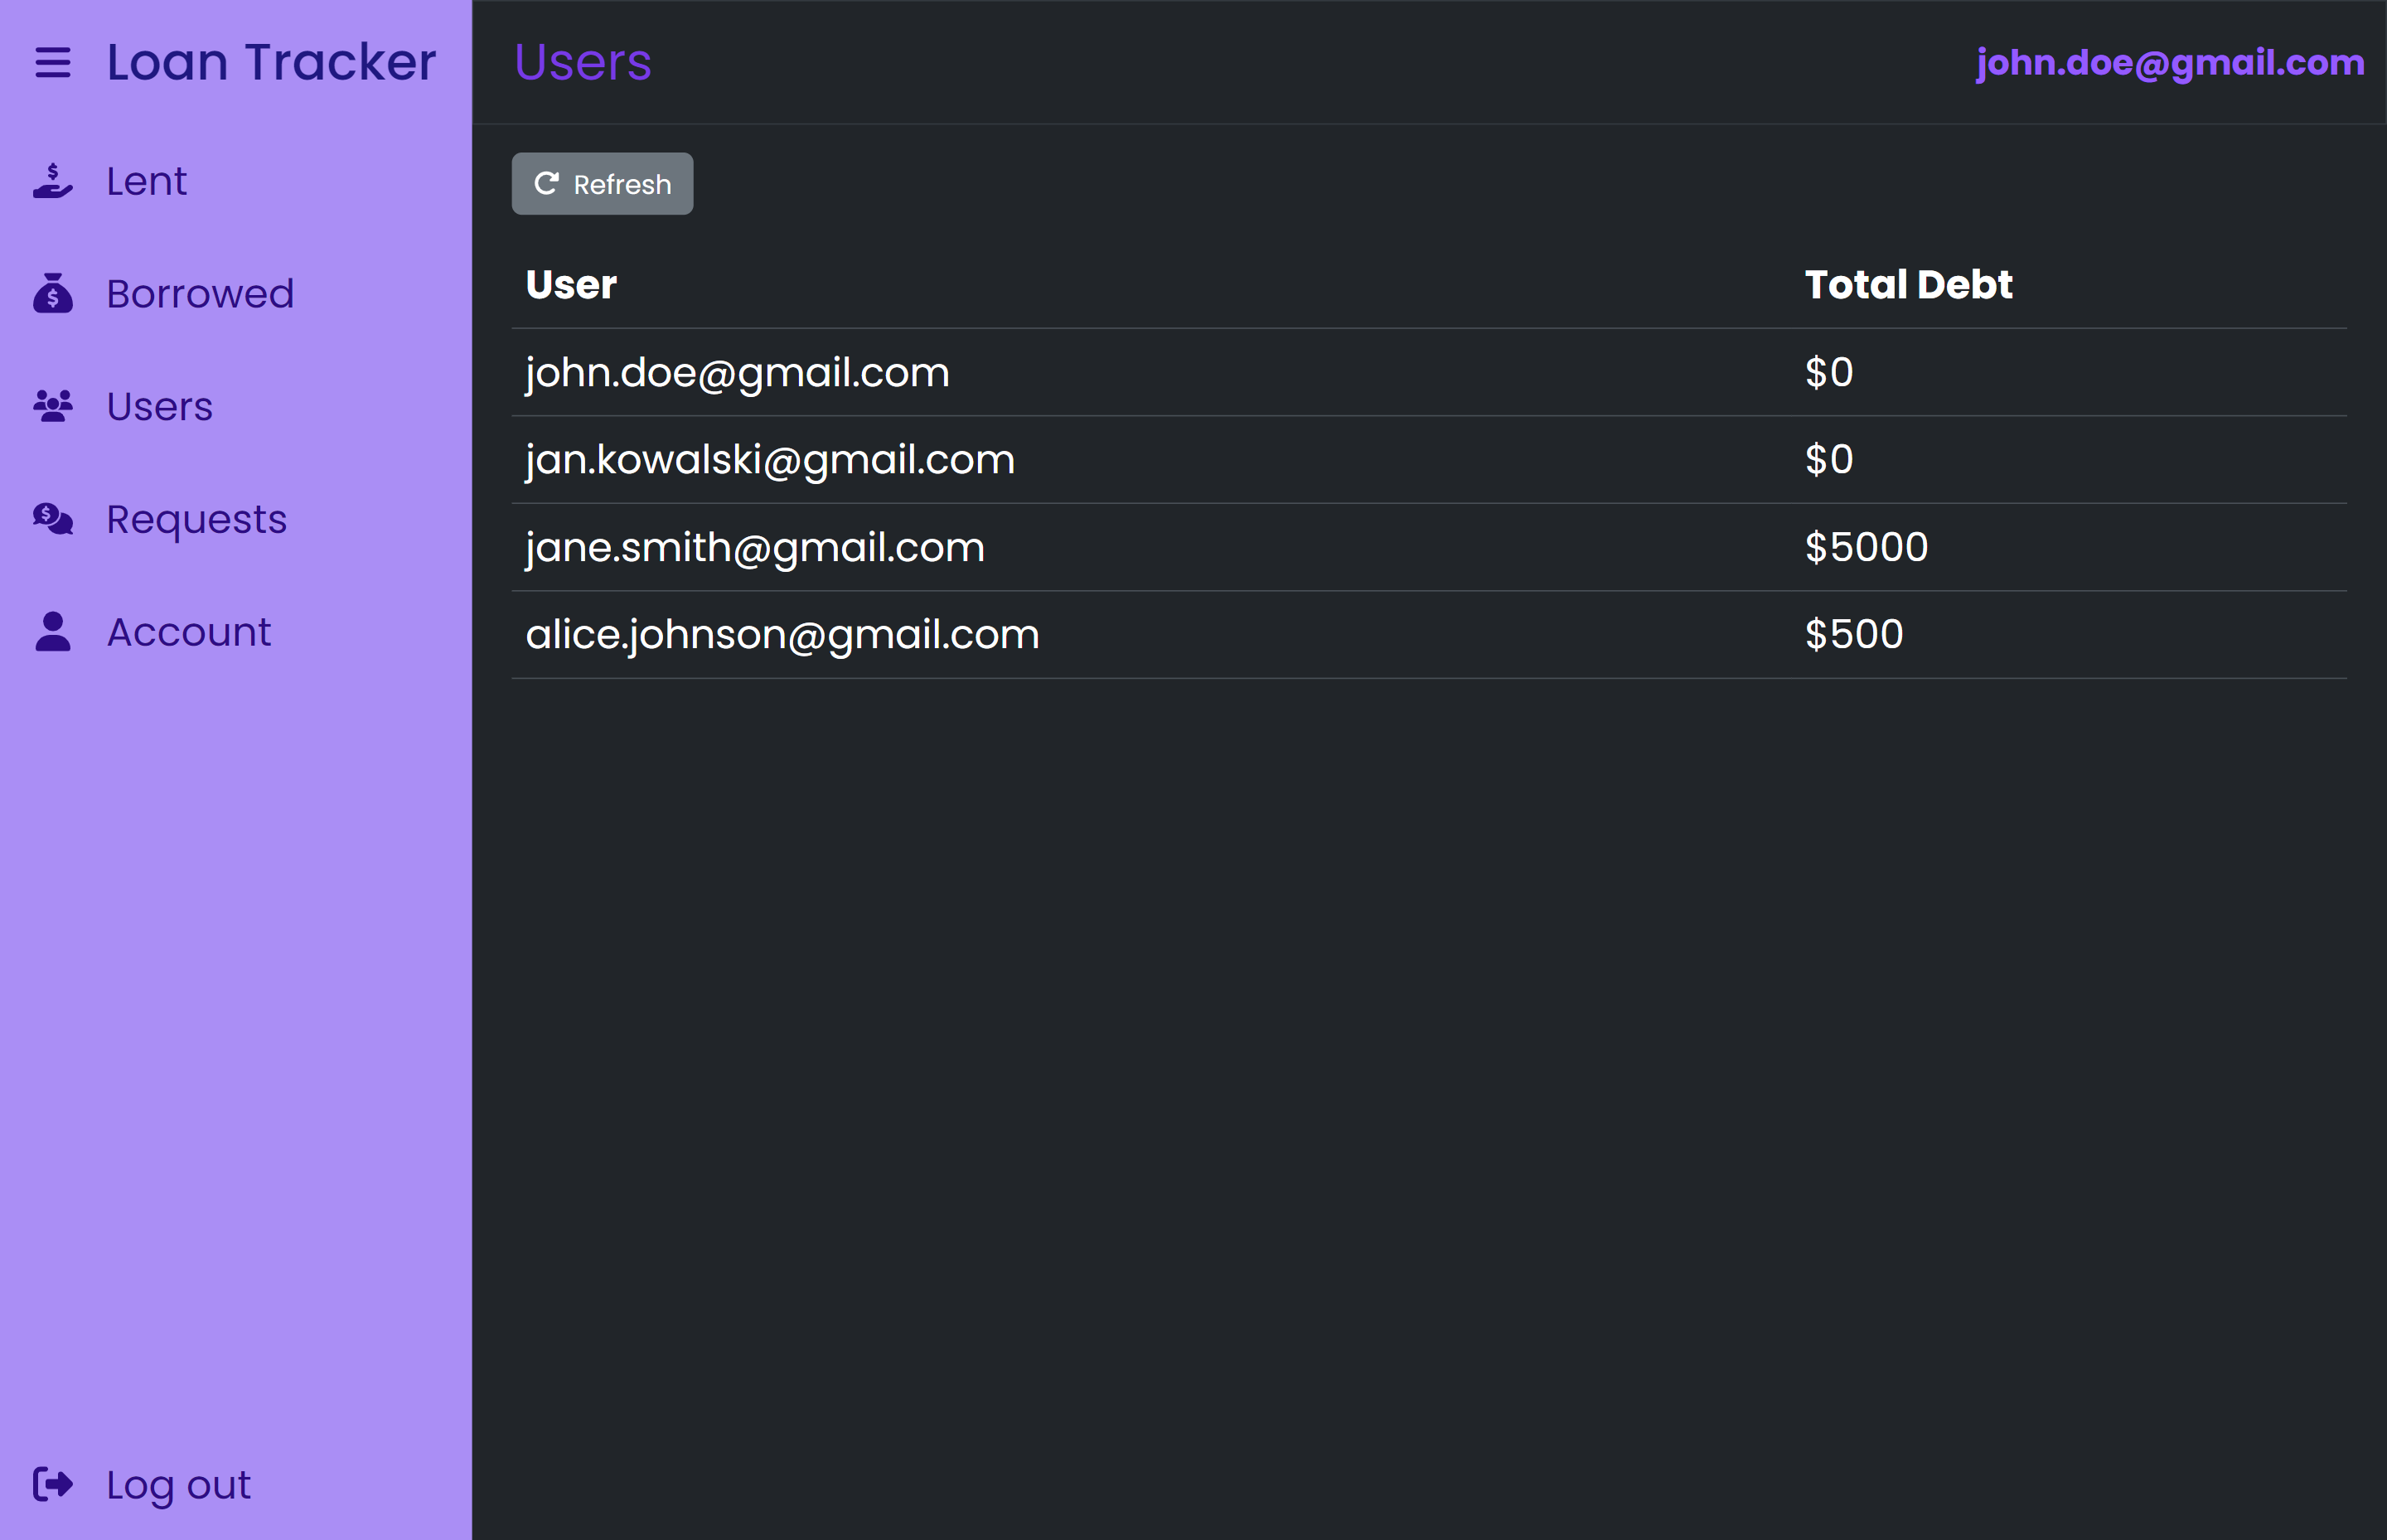 Loan Tracker
Users
john.doe@gmail.com
Lent
Borrowed
Users
Requests
Account
Log out
Refresh
User Total Debt
john.doe@gmail.com $0
jan.kowalski@gmail.com $0
jane.smith@gmail.com $5000
alice.johnson@gmail.com $500